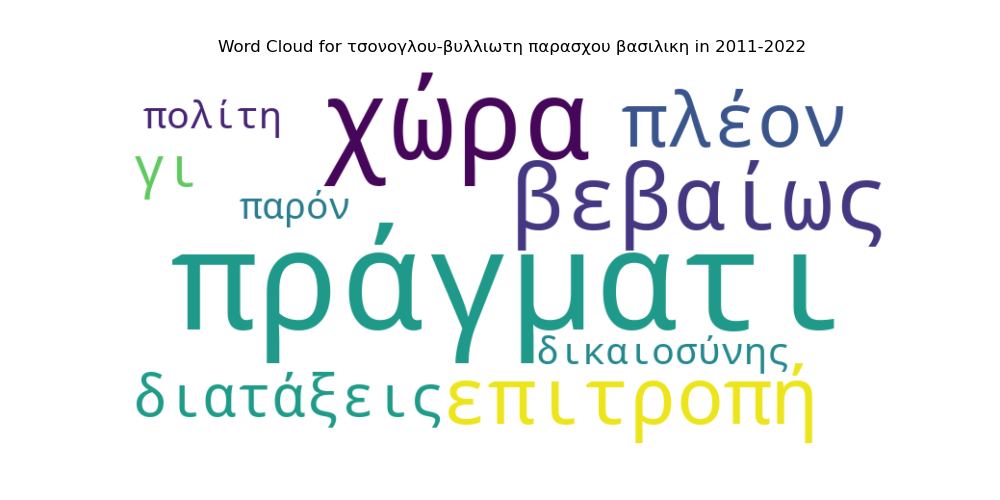 Word Cloud for τσονογλου-βυλλιωτη παρασχου βασιλικη in 2011-2022
πολίτη
χώρα
πλέον
γι
βεβαίως
παρόν
πράγματι
δικαιοσύνης
διατάξεις
επιτροπή